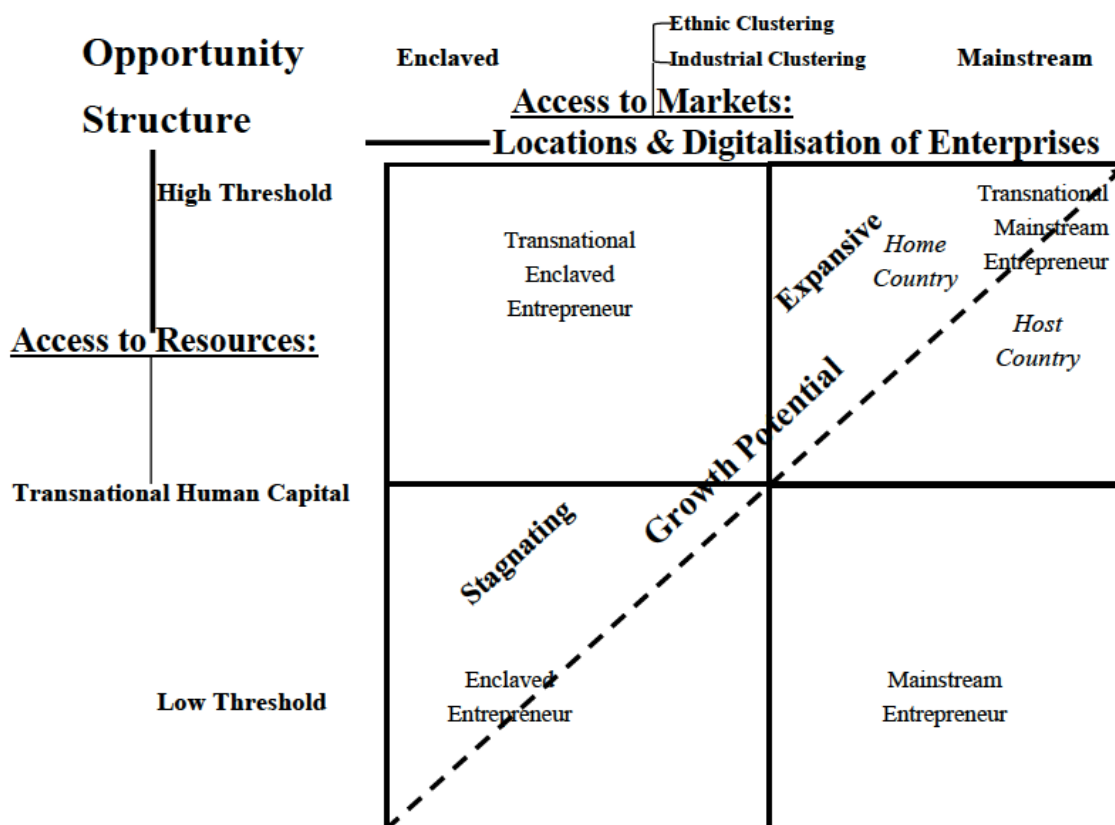 Opportunity
Structure
Enclaved
Ethnic Clustering
Industrial Clustering
Mainstream
Access to Markets:
Locations & Digitalisation of Enterprises
High Threshold
Access to Resources:
Transnational Human Capital
Low Threshold
Transnational
Enclaved
Entrepreneur
Expansive
Home
Country
Transnational
Mainstream
Entrepreneur
Host
Country
Growth Potential
Stagnating
Enclaved
Entrepreneur
Mainstream
Entrepreneur